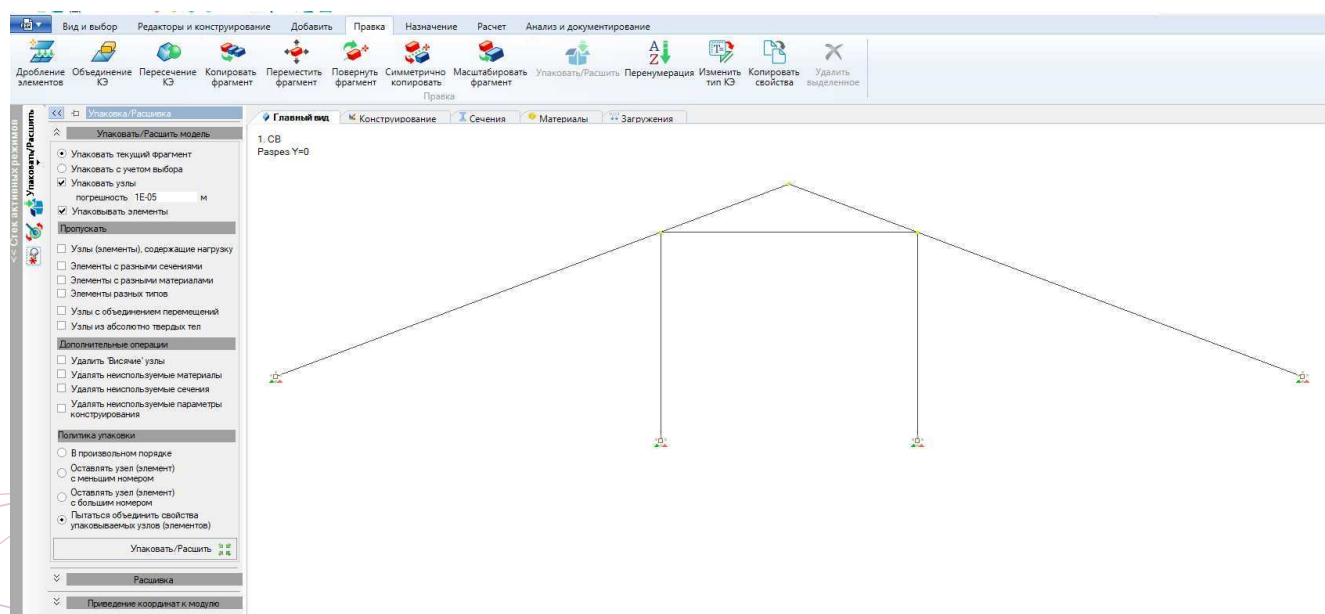 Вид и выбор Редакторы и конструирование Добавить Правка Назначение Расчет Анализ и документирование
Дробление элементов Объединение КЭ Пересечение КЭ Копировать фрагмент Переместить фрагмент Повернуть фрагмент Симметрично копировать Масштабировать фрагмент Упаковать/Расшить Перенумерация Изменить тип КЭ Копировать свойства Удалить выделенное
Правка
<< Стек активных режимов
Упаковать/Расшить
<< Упаковка/Расшивка
Главный вид Конструирование Сечения Материалы Загружения
Упаковать/Расшить модель
Упаковать текущий фрагмент
Упаковать с учетом выбора
Упаковать узлы
погрешность 1E-05 м
Упаковывать элементы
Пропускать
Узлы (элементы), содержащие нагрузку
Элементы с разными сечениями
Элементы с разными материалами
Элементы разных типов
Узлы с объединением перемещений
Узлы из абсолютно твердых тел
Дополнительные операции
Удалить 'Висячие' узлы
Удалять неиспользуемые материалы
Удалять неиспользуемые сечения
Удалять неиспользуемые параметры
конструирования
Политика упаковки
В произвольном порядке
Оставлять узел (элемент)
с меньшим номером
Оставлять узел (элемент)
с большим номером
Пытаться объединить свойства
упаковываемых узлов (элементов)
Упаковать/Расшить
Расшивка
Приведение координат к модулю
1. СВ
Разрез Y=0